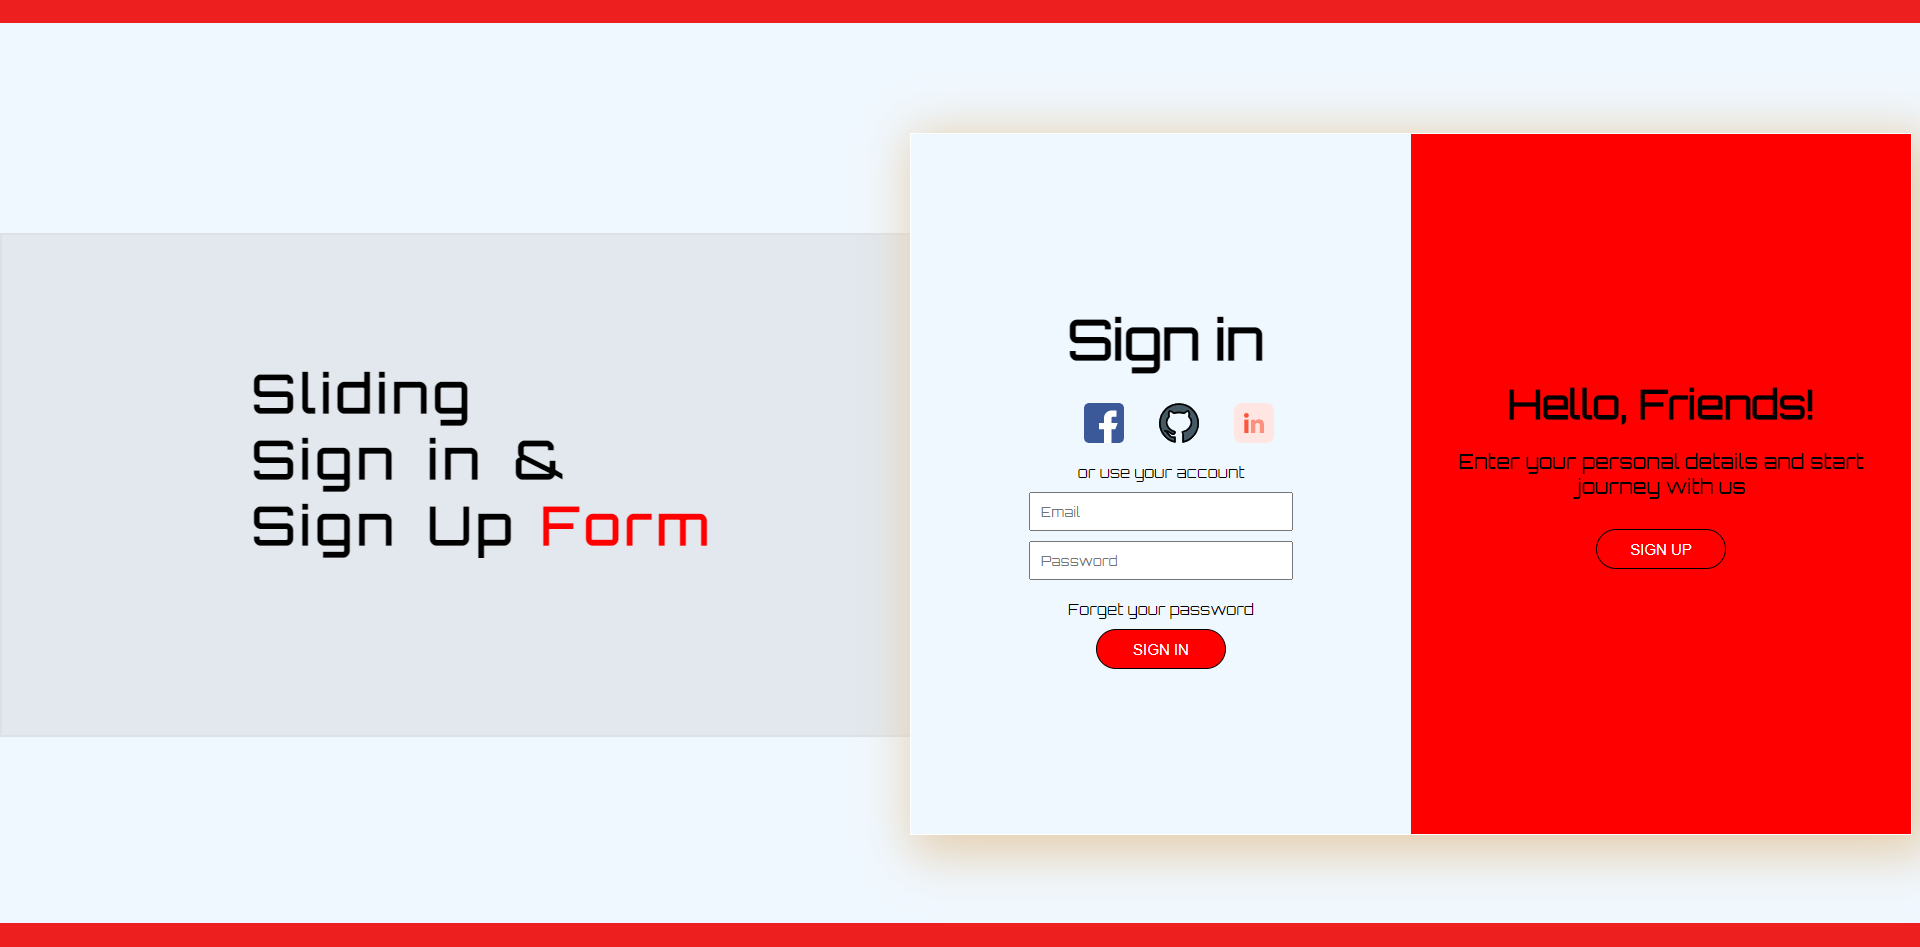 Sliding
Sign in &
Sign Up Form
Sign in
in
or use your account
Email
Password
Forget your password
SIGN IN
Hello, Friends!
Enter your personal details and start
journey with us
SIGN UP